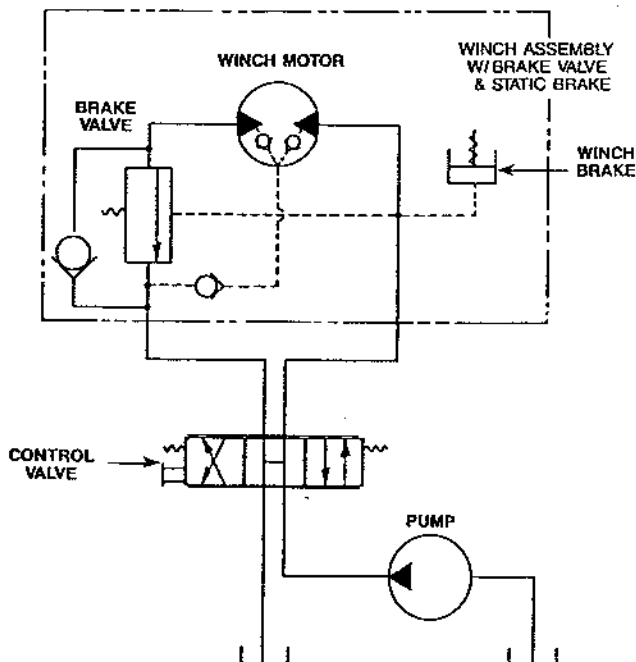 WINCH MOTOR
WINCH ASSEMBLY
W/BRAKE VALVE
& STATIC BRAKE
BRAKE
VALVE
WINCH
BRAKE
CONTROL
VALVE
PUMP